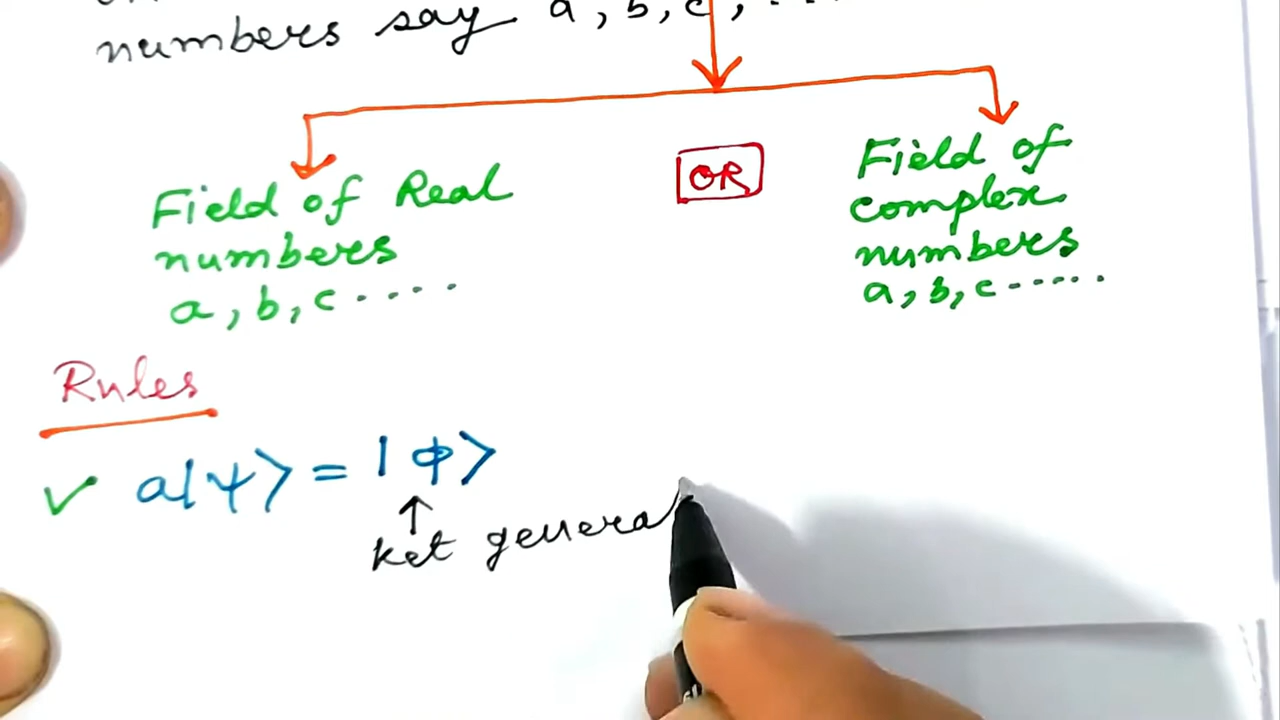 numbers say a, b, c, ....
Field of Real
numbers
a, b, c ....
OR
Field of
complex
numbers
a, b, c .....
Rules
✓ a|ψ> = |ϕ>
↑
ket genera